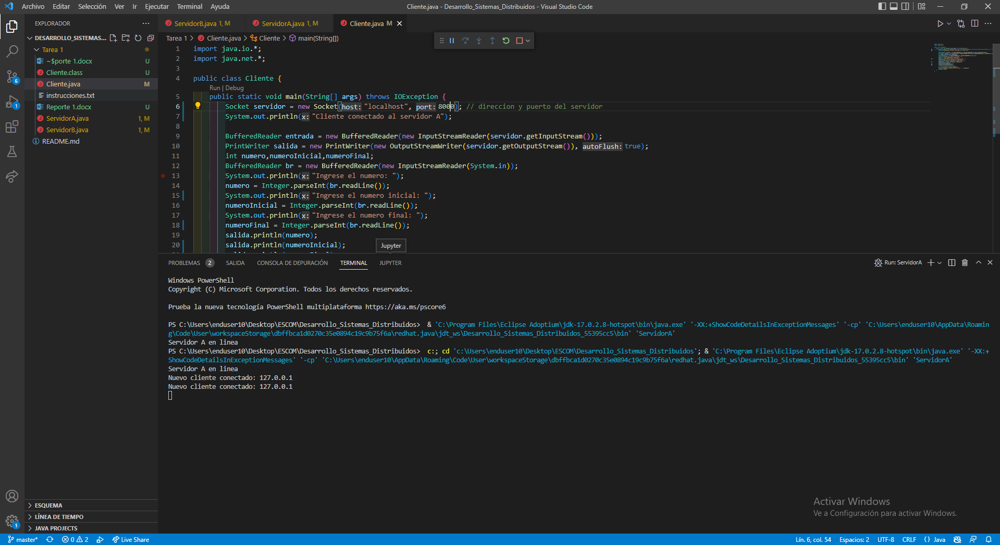 Archivo Editar Selección Ver Ir Ejecutar Terminal Ayuda
Cliente.java - Desarrollo_Sistemas_Distribuidos - Visual Studio Code
EXPLORADOR
DESARROLLO_SISTEMAS...
Tarea 1
~$porte 1.docx U
Cliente.class U
Cliente.java M
instrucciones.txt
Reporte 1.docx U
ServidorA.java 1, M
ServidorB.java 1, M
README.md
6
1
ESQUEMA
LÍNEA DE TIEMPO
JAVA PROJECTS
1
ServidorB.java 1, M
ServidorA.java 1, M
Cliente.java M
Tarea 1 > Cliente.java > Cliente > main(String[])
1 import java.io.*;
2 import java.net.*;
3
4 public class Cliente {
Run | Debug
5 public static void main(String[] args) throws IOException {
6 Socket servidor = new Socket(host: "localhost", port: 8000); // direccion y puerto del servidor
7 System.out.println(x: "Cliente conectado al servidor A");
8
9 BufferedReader entrada = new BufferedReader(new InputStreamReader(servidor.getInputStream()));
10 PrintWriter salida = new PrintWriter(new OutputStreamWriter(servidor.getOutputStream()), autoFlush: true);
11 int numero,numeroInicial,numeroFinal;
12 BufferedReader br = new BufferedReader(new InputStreamReader(System.in));
13 System.out.println(x: "Ingrese el numero: ");
14 numero = Integer.parseInt(br.readLine());
15 System.out.println(x: "Ingrese el numero inicial: ");
16 numeroInicial = Integer.parseInt(br.readLine());
17 System.out.println(x: "Ingrese el numero final: ");
18 numeroFinal = Integer.parseInt(br.readLine());
19 salida.println(numero);
20 salida.println(numeroInicial);
Jupyter
PROBLEMAS 2 SALIDA CONSOLA DE DEPURACIÓN TERMINAL JUPYTER
Run: ServidorA
Windows PowerShell
Copyright (C) Microsoft Corporation. Todos los derechos reservados.
Prueba la nueva tecnología PowerShell multiplataforma https://aka.ms/pscore6
PS C:\Users\enduser10\Desktop\ESCOM\Desarrollo_Sistemas_Distribuidos>  & 'C:\Program Files\Eclipse Adoptium\jdk-17.0.2.8-hotspot\bin\java.exe' '-XX:+ShowCodeDetailsInExceptionMessages' '-cp' 'C:\Users\enduser10\AppData\Roamin
g\Code\User\workspaceStorage\dbffbca1d0270c35e0894c19c9b75f6a\redhat.java\jdt_ws\Desarrollo_Sistemas_Distribuidos_55395cc5\bin' 'ServidorA'
Servidor A en linea
PS C:\Users\enduser10\Desktop\ESCOM\Desarrollo_Sistemas_Distribuidos>  c:; cd 'c:\Users\enduser10\Desktop\ESCOM\Desarrollo_Sistemas_Distribuidos'; & 'C:\Program Files\Eclipse Adoptium\jdk-17.0.2.8-hotspot\bin\java.exe' '-XX:+
ShowCodeDetailsInExceptionMessages' '-cp' 'C:\Users\enduser10\AppData\Roaming\Code\User\workspaceStorage\dbffbca1d0270c35e0894c19c9b75f6a\redhat.java\jdt_ws\Desarrollo_Sistemas_Distribuidos_55395cc5\bin' 'ServidorA'
Servidor A en linea
Nuevo cliente conectado: 127.0.0.1
Nuevo cliente conectado: 127.0.0.1
Activar Windows
Ve a Configuración para activar Windows.
master* 0 2 Live Share
Lín. 6, col. 54 Espacios: 2 UTF-8 CRLF {} Java